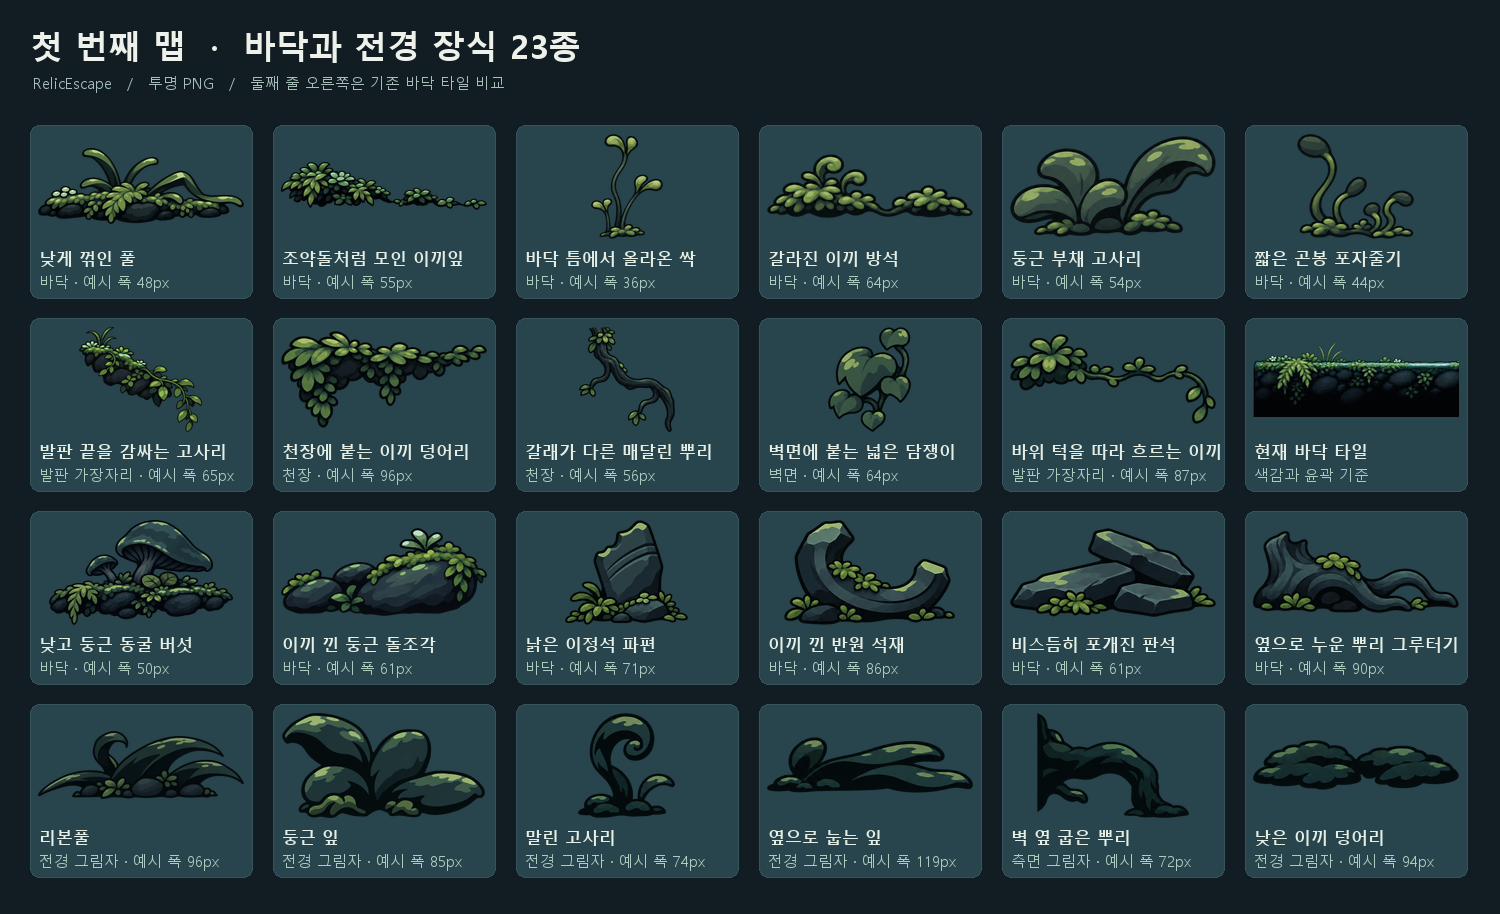 첫 번째 맵 · 바닥과 전경 장식 23종
RelicEscape / 투명 PNG / 둘째 줄 오른쪽은 기존 바닥 타일 비교
낮게 꺾인 풀
바닥 · 예시 폭 48px
조약돌처럼 모인 이끼잎
바닥 · 예시 폭 55px
바닥 틈에서 올라온 싹
바닥 · 예시 폭 36px
갈라진 이끼 방석
바닥 · 예시 폭 64px
둥근 부채 고사리
바닥 · 예시 폭 54px
짧은 곤봉 포자줄기
바닥 · 예시 폭 44px
발판 끝을 감싸는 고사리
발판 가장자리 · 예시 폭 65px
천장에 붙는 이끼 덩어리
천장 · 예시 폭 96px
갈래가 다른 매달린 뿌리
천장 · 예시 폭 56px
벽면에 붙는 넓은 담쟁이
벽면 · 예시 폭 64px
바위 턱을 따라 흐르는 이끼
발판 가장자리 · 예시 폭 87px
현재 바닥 타일
색감과 윤곽 기준
낮고 둥근 동굴 버섯
바닥 · 예시 폭 50px
이끼 낀 둥근 돌조각
바닥 · 예시 폭 61px
낡은 이정석 파편
바닥 · 예시 폭 71px
이끼 낀 반원 석재
바닥 · 예시 폭 86px
비스듬히 포개진 판석
바닥 · 예시 폭 61px
옆으로 누운 뿌리 그루터기
바닥 · 예시 폭 90px
리본풀
전경 그림자 · 예시 폭 96px
둥근 잎
전경 그림자 · 예시 폭 85px
말린 고사리
전경 그림자 · 예시 폭 74px
옆으로 눕는 잎
전경 그림자 · 예시 폭 119px
벽 옆 굽은 뿌리
측면 그림자 · 예시 폭 72px
낮은 이끼 덩어리
전경 그림자 · 예시 폭 94px